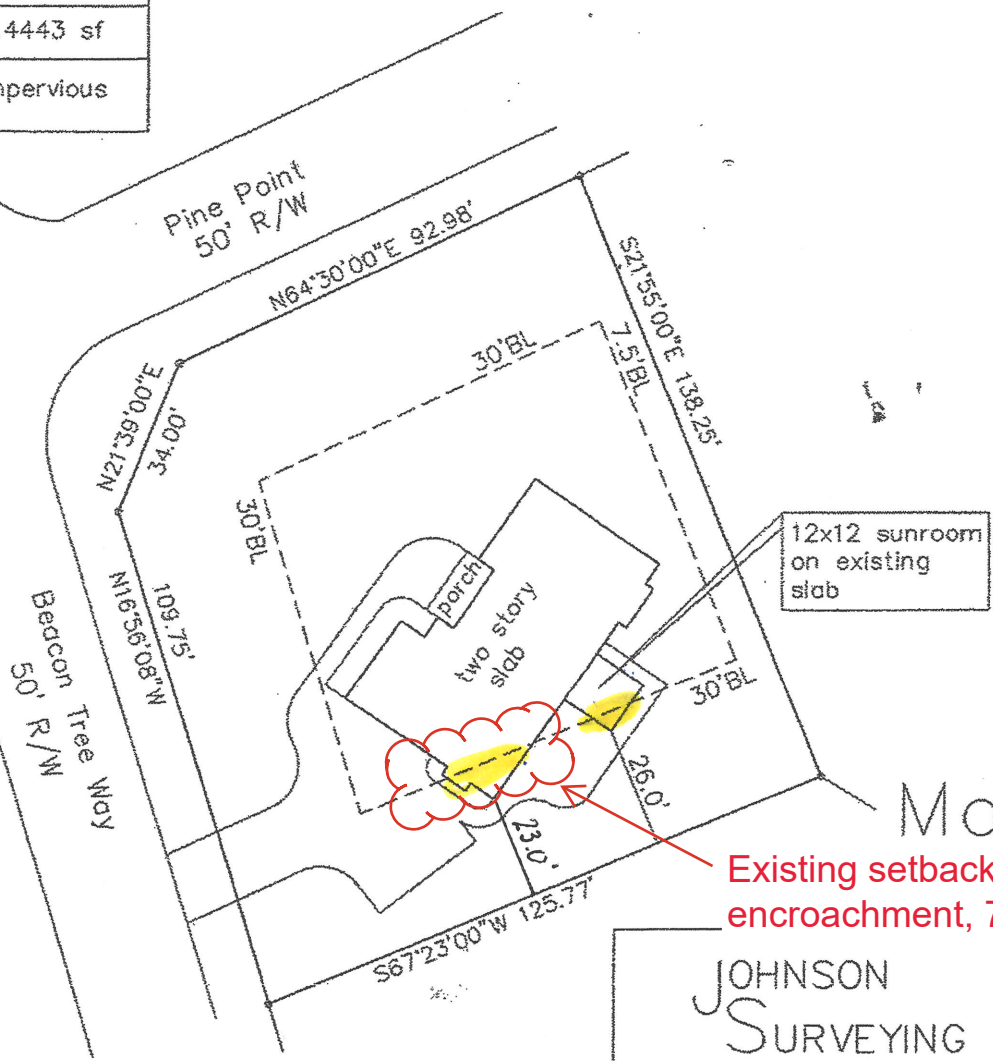 4443 sf
mpervious
Pine Point
50' R/W
N64°30'00"E 92.98'
S21°55'00"E 138.25'
N21°39'00"E
34.00'
30'BL
7.5'BL
30'BL
12x12 sunroom
on existing
slab
porch
two story
slab
N16°56'08"W
109.75'
Beacon Tree Way
50' R/W
30'BL
26.0'
23.0'
S67°23'00"W 125.77'
Existing setback
encroachment, 7
JOHNSON
SURVEYING